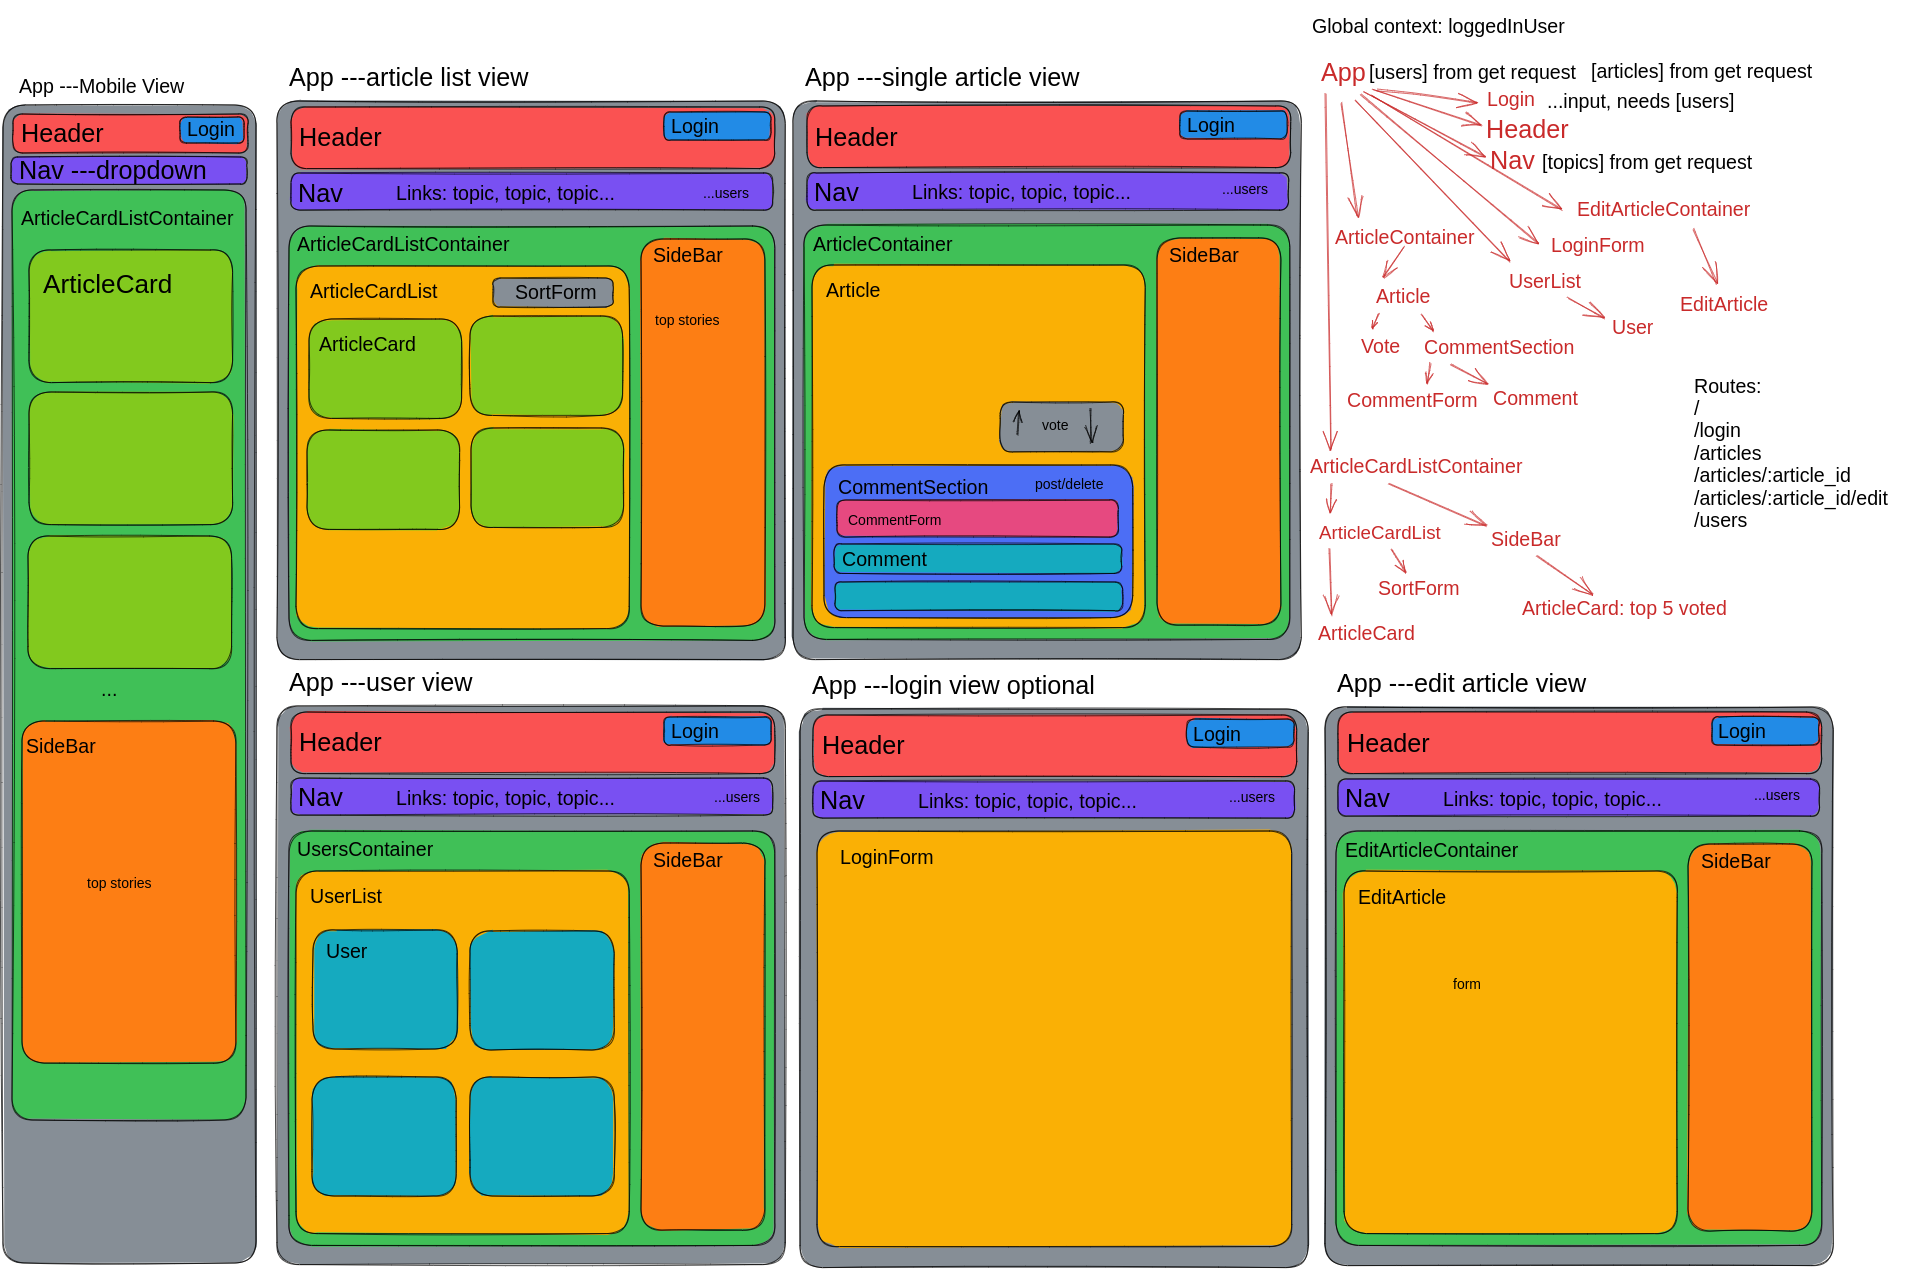 App ---Mobile View
Header
Login
Nav ---dropdown
ArticleCardListContainer
ArticleCard
...
SideBar
top stories
App ---article list view
Header
Login
Nav
Links: topic, topic, topic...
...users
ArticleCardListContainer
SideBar
ArticleCardList
SortForm
top stories
ArticleCard
App ---single article view
Header
Login
Nav
Links: topic, topic, topic...
...users
ArticleContainer
SideBar
Article
vote
CommentSection
post/delete
CommentForm
Comment
Global context: loggedInUser
App [users] from get request [articles] from get request
Login ...input, needs [users]
Header
Nav [topics] from get request
EditArticleContainer
ArticleContainer
LoginForm
UserList
Article
EditArticle
User
Vote
CommentSection
CommentForm
Comment
Routes:
/
/login
/articles
/articles/:article_id
/articles/:article_id/edit
/users
ArticleCardListContainer
ArticleCardList
SideBar
SortForm
ArticleCard: top 5 voted
ArticleCard
App ---user view
Header
Login
Nav
Links: topic, topic, topic...
...users
UsersContainer
SideBar
UserList
User
App ---login view optional
Header
Login
Nav
Links: topic, topic, topic...
...users
LoginForm
App ---edit article view
Header
Login
Nav
Links: topic, topic, topic...
...users
EditArticleContainer
SideBar
EditArticle
form